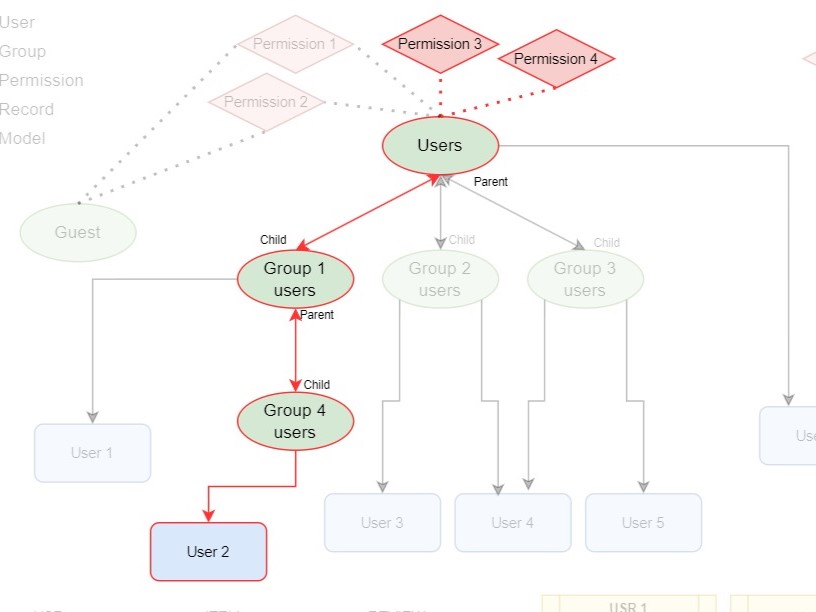 User
Group
Permission
Record
Model
Permission 1
Permission 2
Permission 3
Permission 4
Users
Parent
Guest
Child
Child
Child
Group 1
users
Group 2
users
Group 3
users
Parent
Child
Group 4
users
User 1
User 2
User 3
User 4
User 5
USR 1